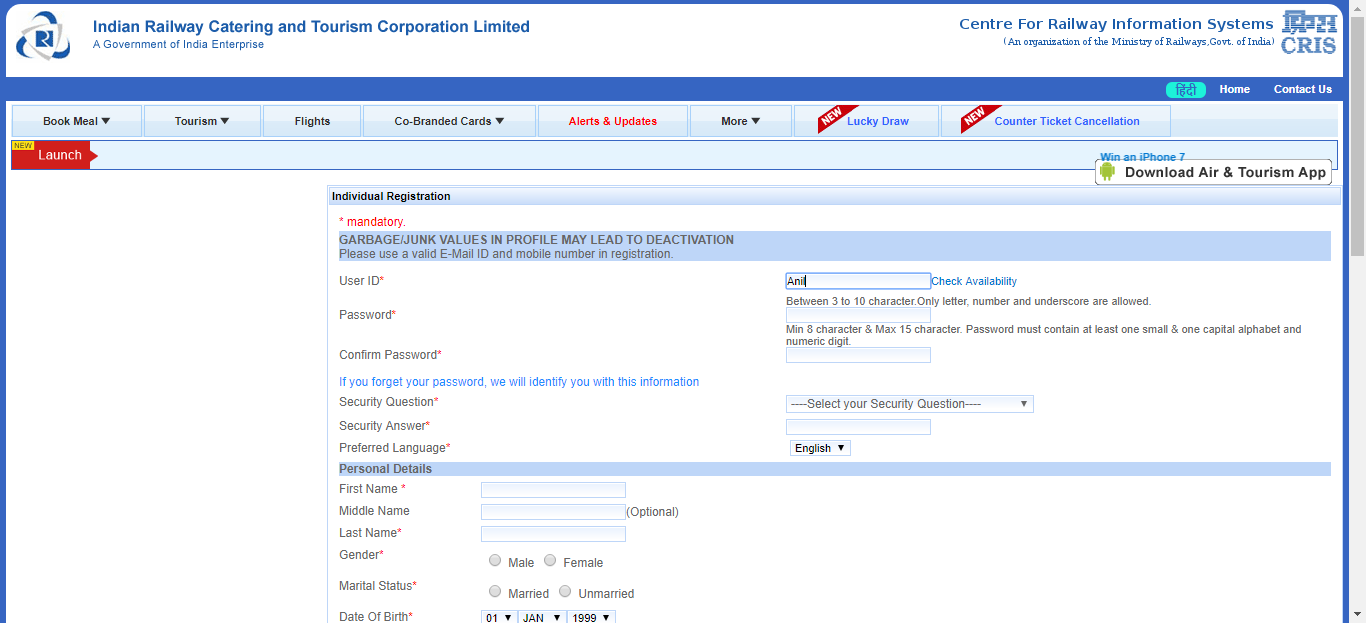 Indian Railway Catering and Tourism Corporation Limited
A Government of India Enterprise
Centre For Railway Information Systems
(An organization of the Ministry of Railways,Govt. of India)
क्रिस
CRIS
हिंदी Home Contact Us
Book Meal Tourism Flights Co-Branded Cards Alerts & Updates More NEW Lucky Draw NEW Counter Ticket Cancellation
NEW
Launch
Win an iPhone 7
Download Air & Tourism App
Individual Registration
* mandatory.
GARBAGE/JUNK VALUES IN PROFILE MAY LEAD TO DEACTIVATION
Please use a valid E-Mail ID and mobile number in registration.
User ID* Anil Check Availability
Between 3 to 10 character.Only letter, number and underscore are allowed.
Password*
Min 8 character & Max 15 character. Password must contain at least one small & one capital alphabet and
numeric digit.
Confirm Password*
If you forget your password, we will identify you with this information
Security Question* ----Select your Security Question----
Security Answer*
Preferred Language* English
Personal Details
First Name *
Middle Name (Optional)
Last Name*
Gender* Male Female
Marital Status* Married Unmarried
Date Of Birth* 01 JAN 1999